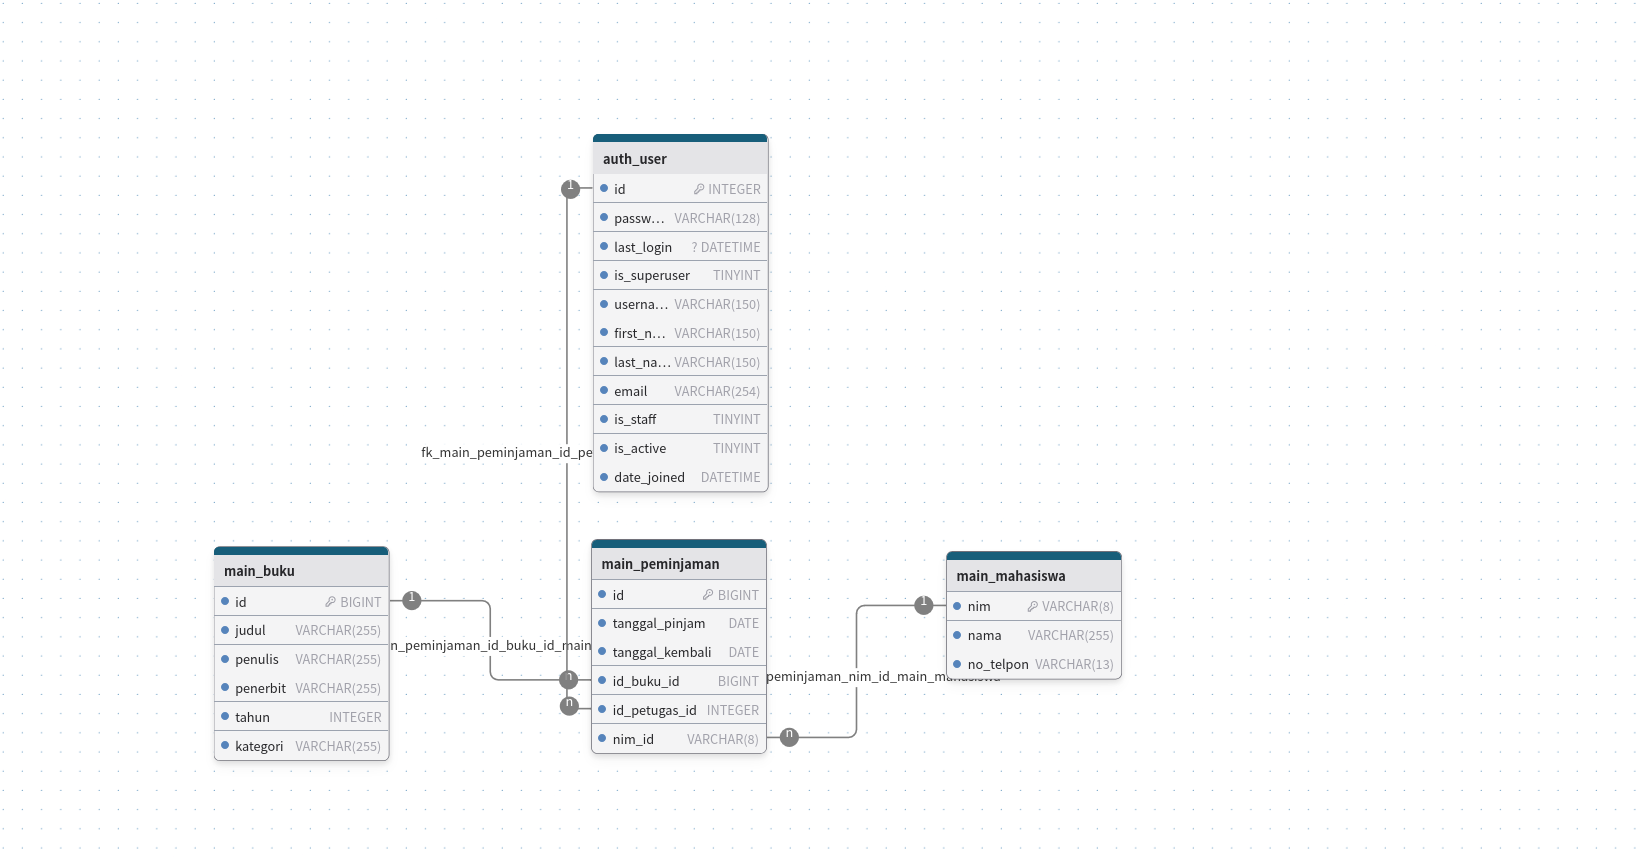 auth_user
id INTEGER
passw... VARCHAR(128)
last_login ? DATETIME
is_superuser TINYINT
userna... VARCHAR(150)
first_n... VARCHAR(150)
last_na... VARCHAR(150)
email VARCHAR(254)
is_staff TINYINT
is_active TINYINT
date_joined DATETIME
1
fk_main_peminjaman_id_pe
main_buku
id BIGINT
judul VARCHAR(255)
penulis VARCHAR(255)
penerbit VARCHAR(255)
tahun INTEGER
kategori VARCHAR(255)
1
n_peminjaman_id_buku_id_main
n
n
main_peminjaman
id BIGINT
tanggal_pinjam DATE
tanggal_kembali DATE
id_buku_id BIGINT
id_petugas_id INTEGER
nim_id VARCHAR(8)
n
peminjaman_nim_id_main_mahasiswa
1
main_mahasiswa
nim VARCHAR(8)
nama VARCHAR(255)
no_telpon VARCHAR(13)